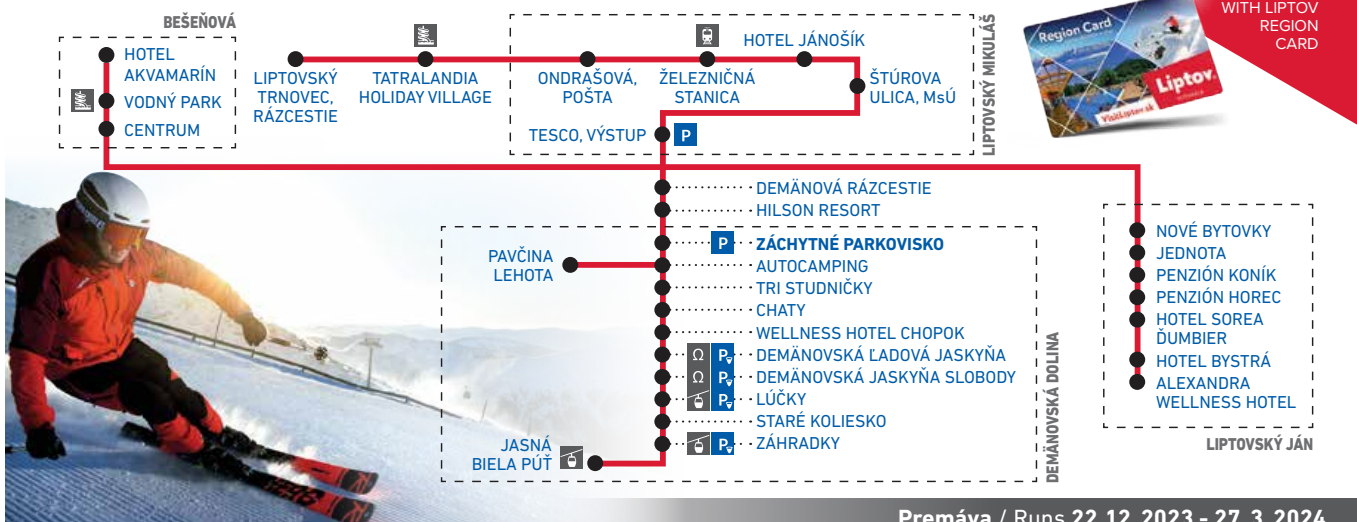 BEŠEŇOVÁ
HOTEL
AKVAMARÍN
VODNÝ PARK
CENTRUM
LIPTOVSKÝ
TRNOVEC,
RÁZCESTIE
TATRALANDIA
HOLIDAY VILLAGE
ONDRAŠOVÁ,
POŠTA
ŽELEZNIČNÁ
STANICA
HOTEL JÁNOŠÍK
ŠTÚROVA
ULICA, MsÚ
TESCO, VÝSTUP
P
LIPTOVSKÝ MIKULÁŠ
Region Card
Liptov
VisitLiptov.sk
WITH LIPTOV
REGION
CARD
DEMÄNOVÁ RÁZCESTIE
HILSON RESORT
P
ZÁCHYTNÉ PARKOVISKO
PAVČINA
LEHOTA
AUTOCAMPING
TRI STUDNIČKY
CHATY
WELLNESS HOTEL CHOPOK
Ω P DEMÄNOVSKÁ ĽADOVÁ JASKYŇA
Ω P DEMÄNOVSKÁ JASKYŇA SLOBODY
P LÚČKY
STARÉ KOLIESKO
P ZÁHRADKY
JASNÁ
BIELA PÚŤ
DEMÄNOVSKÁ DOLINA
NOVÉ BYTOVKY
JEDNOTA
PENZIÓN KONÍK
PENZIÓN HOREC
HOTEL SOREA
ĎUMBIER
HOTEL BYSTRÁ
ALEXANDRA
WELLNESS HOTEL
LIPTOVSKÝ JÁN
Premáva / Runs 22. 12. 2023 - 27. 3. 2024